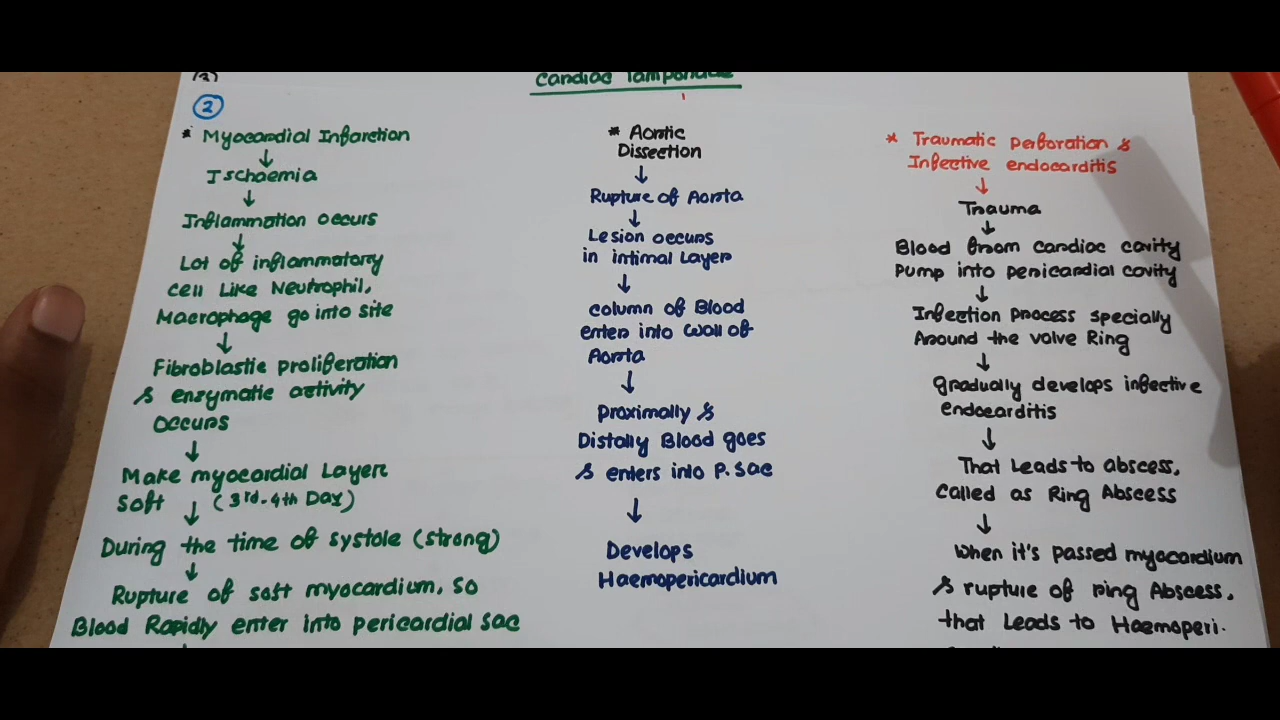 Cardiac Tamponade
2
* Myocardial Infarction
↓
Ischaemia
↓
Inflammation occurs
↓
Lot of inflammatory
cell Like Neutrophil,
Macrophage go into site
↓
Fibroblastic proliferation
& enzymatic activity
occurs
↓
Make myocardial Layer
soft (3rd-4th Day)
↓
During the time of systole (strong)
↓
Rupture of soft myocardium, so
Blood Rapidly enter into pericardial sac
* Aortic
Dissection
↓
Rupture of Aorta
↓
Lesion occurs
in intimal Layer
↓
column of Blood
enter into wall of
Aorta
↓
proximally &
Distally Blood goes
& enters into P. sac
↓
Develops
Haemopericardium
* Traumatic perforation &
Infective endocarditis
↓
Trauma
↓
Blood from cardiac cavity
pump into pericardial cavity
↓
Infection process specially
Around the valve Ring
↓
gradually develops infective
endocarditis
↓
That Leads to abscess,
called as Ring Abscess
↓
When it's passed myocardium
& rupture of ring Abscess,
that Leads to Haemoperi-